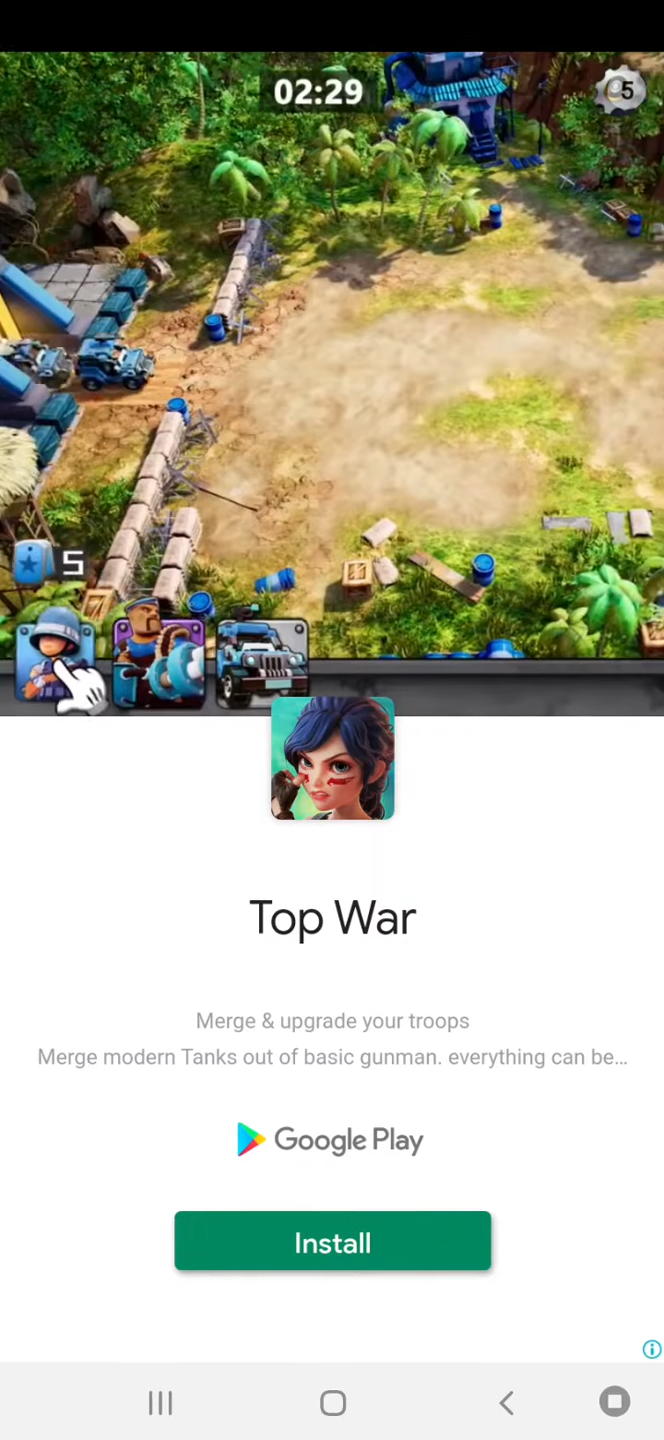 02:29
5
5
Top War
Merge & upgrade your troops
Merge modern Tanks out of basic gunman. everything can be...
Google Play
Install